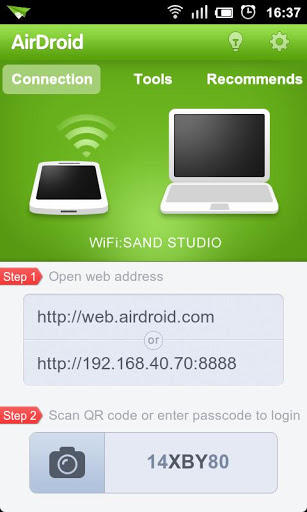 16:37
AirDroid
Connection Tools Recommends
WiFi:SAND STUDIO
Step 1 Open web address
http://web.airdroid.com
or
http://192.168.40.70:8888
Step 2 Scan QR code or enter passcode to login
14XBY80